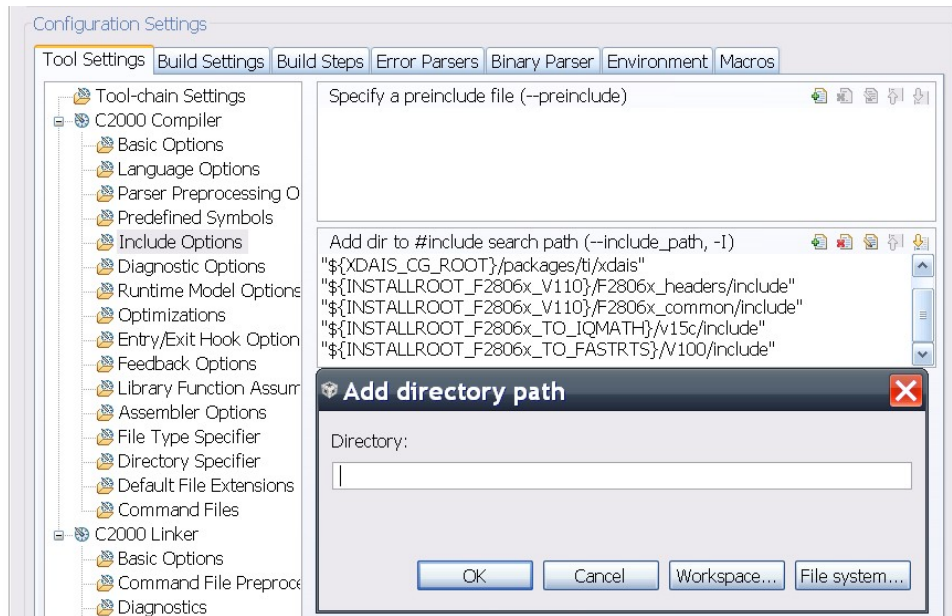 Configuration Settings
Tool Settings Build Settings Build Steps Error Parsers Binary Parser Environment Macros
Tool-chain Settings
C2000 Compiler
Basic Options
Language Options
Parser Preprocessing O
Predefined Symbols
Include Options
Diagnostic Options
Runtime Model Options
Optimizations
Entry/Exit Hook Option
Feedback Options
Library Function Assum
Assembler Options
File Type Specifier
Directory Specifier
Default File Extensions
Command Files
C2000 Linker
Basic Options
Command File Preproce
Diagnostics
Specify a preinclude file (--preinclude)
Add dir to #include search path (--include_path, -I)
"${XDAIS_CG_ROOT}/packages/ti/xdais"
"${INSTALLROOT_F2806x_V110}/F2806x_headers/include"
"${INSTALLROOT_F2806x_V110}/F2806x_common/include"
"${INSTALLROOT_F2806x_TO_IQMATH}/v15c/include"
"${INSTALLROOT_F2806x_TO_FASTRTS}/V100/include"
Add directory path
Directory:
OK Cancel Workspace... File system...